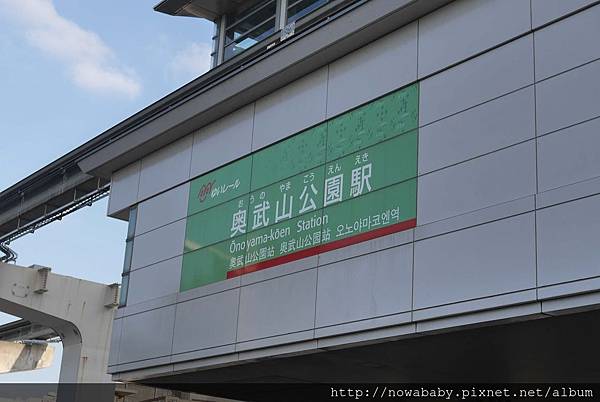 ゆいレール
おうのやまこうえんえき
奥武山公園駅
Ōnoyama-kōen Station
奥武山公园站 奥武山公園站 오노야마코엔역
http://nowababy.pixnet.net/album